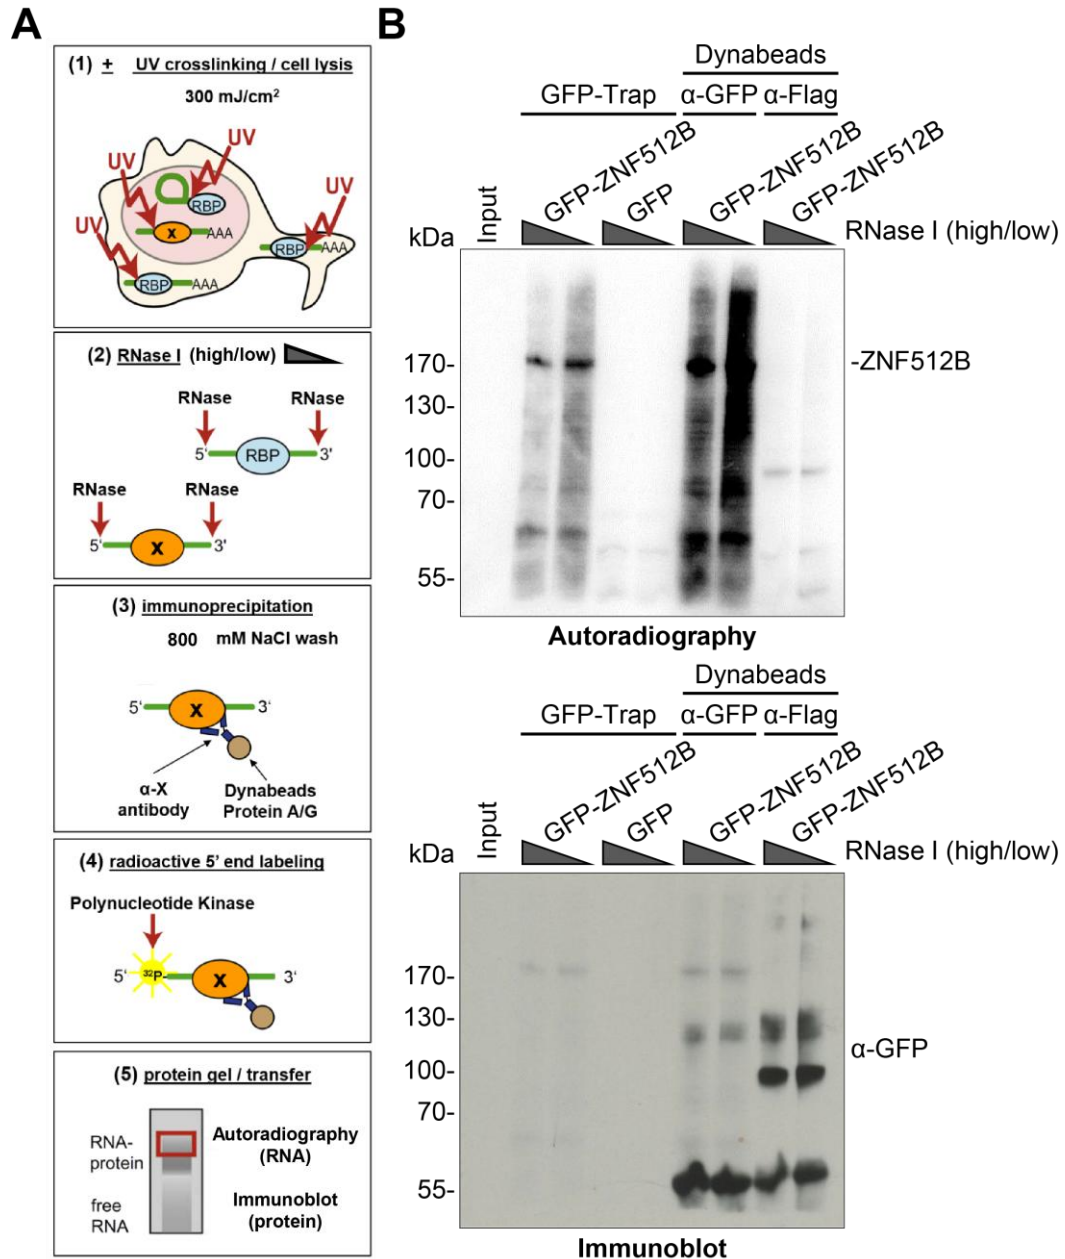 A
(1) + UV crosslinking / cell lysis
300 mJ/cm²
UV
UV
UV
UV
RBP
X
AAA
RBP
AAA
RBP
AAA
(2) RNase I (high/low)
RNase RNase
5' RBP 3'
RNase RNase
5' X 3'
(3) immunoprecipitation
800 mM NaCl wash
5' X 3'
α-X
antibody
Dynabeads
Protein A/G
(4) radioactive 5' end labeling
Polynucleotide Kinase
5' ³²P X 3'
(5) protein gel / transfer
RNA-
protein
Autoradiography
(RNA)
free
RNA
Immunoblot
(protein)
B
Dynabeads
GFP-Trap α-GFP α-Flag
Input
GFP-ZNF512B
GFP
GFP-ZNF512B
GFP-ZNF512B
kDa
RNase I (high/low)
170-
-ZNF512B
130-
100-
70-
55-
Autoradiography
Dynabeads
GFP-Trap α-GFP α-Flag
Input
GFP-ZNF512B
GFP
GFP-ZNF512B
GFP-ZNF512B
kDa
RNase I (high/low)
170-
130-
α-GFP
100-
70-
55-
Immunoblot